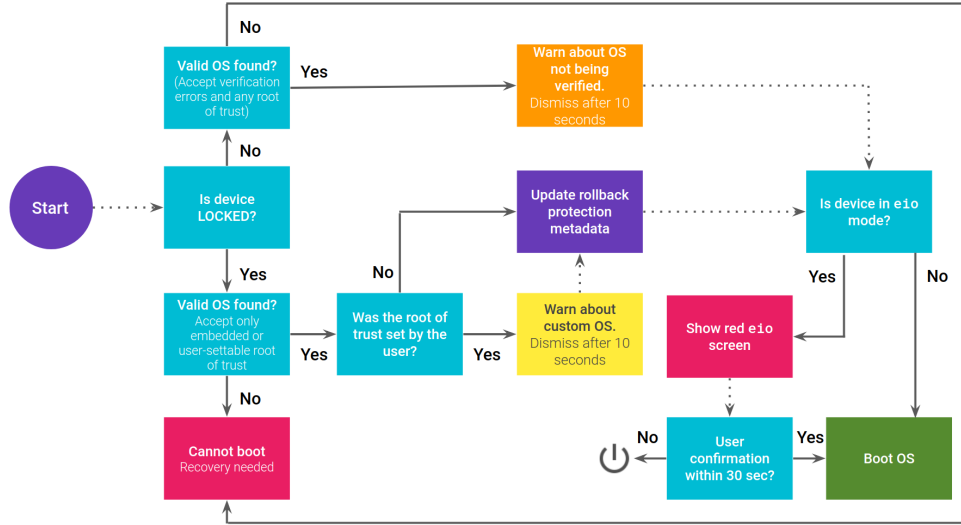 No
Valid OS found?
(Accept verification
errors and any root
of trust)
Yes
Warn about OS
not being
verified.
Dismiss after 10
seconds
No
Start
Is device
LOCKED?
Update rollback
protection
metadata
Is device in eio
mode?
Yes
No
Yes
No
Valid OS found?
Accept only
embedded or
user-settable root
of trust
Yes
Was the root of
trust set by the
user?
Yes
Warn about
custom OS.
Dismiss after 10
seconds
Show red eio
screen
No
Cannot boot
Recovery needed
No
User
confirmation
within 30 sec?
Yes
Boot OS